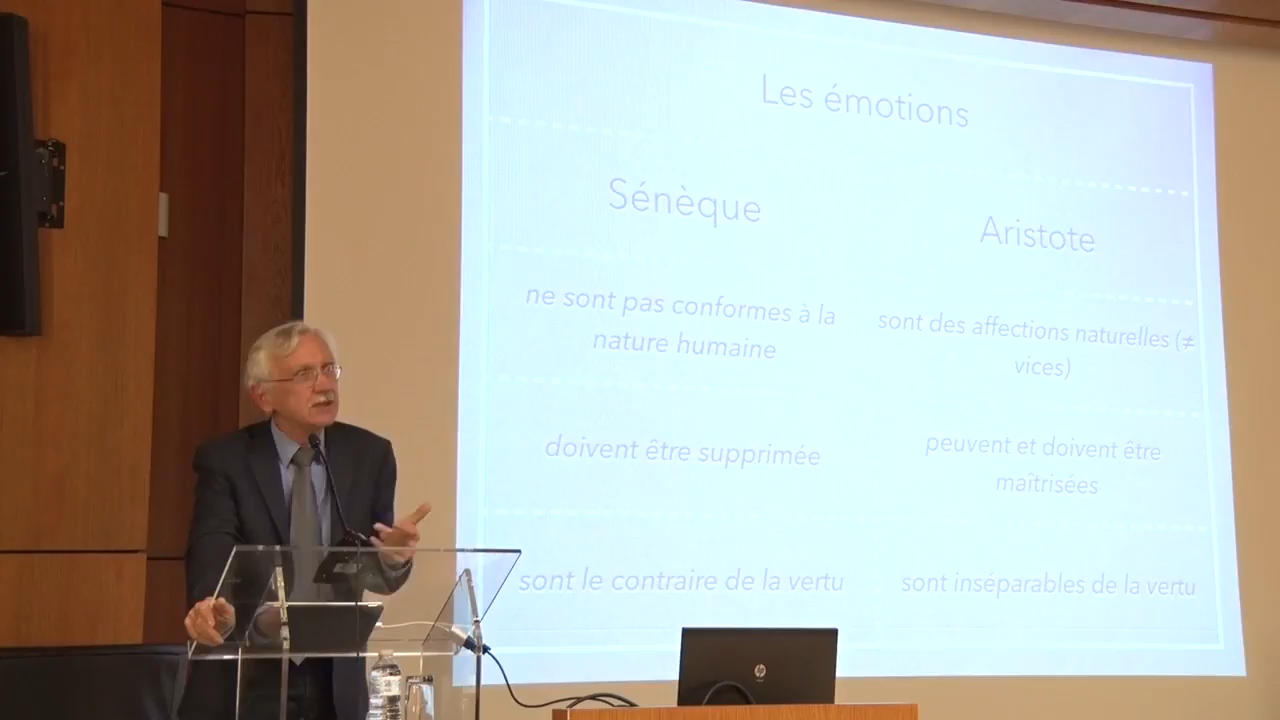 Les émotions
Sénèque
Aristote
ne sont pas conformes à la
nature humaine
sont des affections naturelles (≠
vices)
doivent être supprimée
peuvent et doivent être
maîtrisées
sont le contraire de la vertu
sont inséparables de la vertu
hp